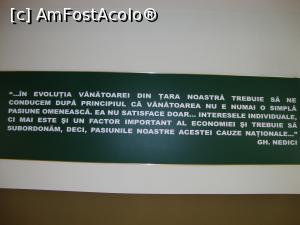 [c] AmFostAcolo®
"...ÎN EVOLUȚIA VÂNĂTOAREI DIN ȚARA NOASTRĂ TREBUIE SĂ NE
CONDUCEM DUPĂ PRINCIPIUL CĂ VÂNĂTOAREA NU E NUMAI O SIMPLĂ
PASIUNE OMENEASCĂ. EA NU SATISFACE DOAR... INTERESELE INDIVIDUALE,
CI MAI ESTE ȘI UN FACTOR IMPORTANT AL ECONOMIEI ȘI TREBUIE SĂ
SUBORDONĂM, DECI, PASIUNILE NOASTRE ACESTEI CAUZE NAȚIONALE..."
GH. NEDICI